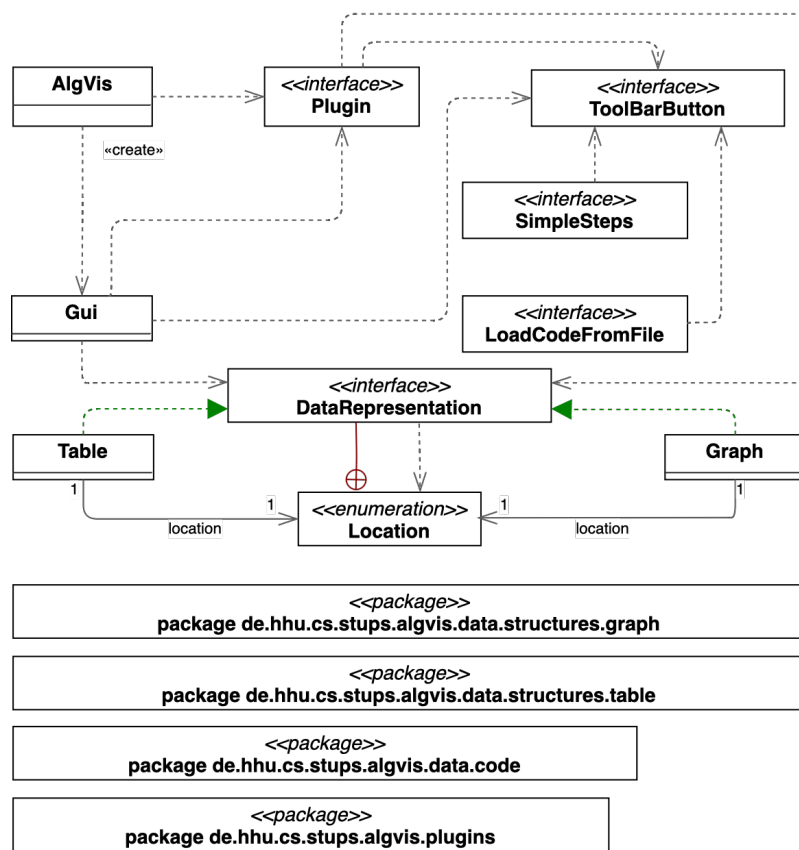 AlgVis
<<interface>>
Plugin
<<interface>>
ToolBarButton
«create»
<<interface>>
SimpleSteps
Gui
<<interface>>
LoadCodeFromFile
<<interface>>
DataRepresentation
Table
Graph
1
1
<<enumeration>>
Location
1
1
location
location
<<package>>
package de.hhu.cs.stups.algvis.data.structures.graph
<<package>>
package de.hhu.cs.stups.algvis.data.structures.table
<<package>>
package de.hhu.cs.stups.algvis.data.code
<<package>>
package de.hhu.cs.stups.algvis.plugins